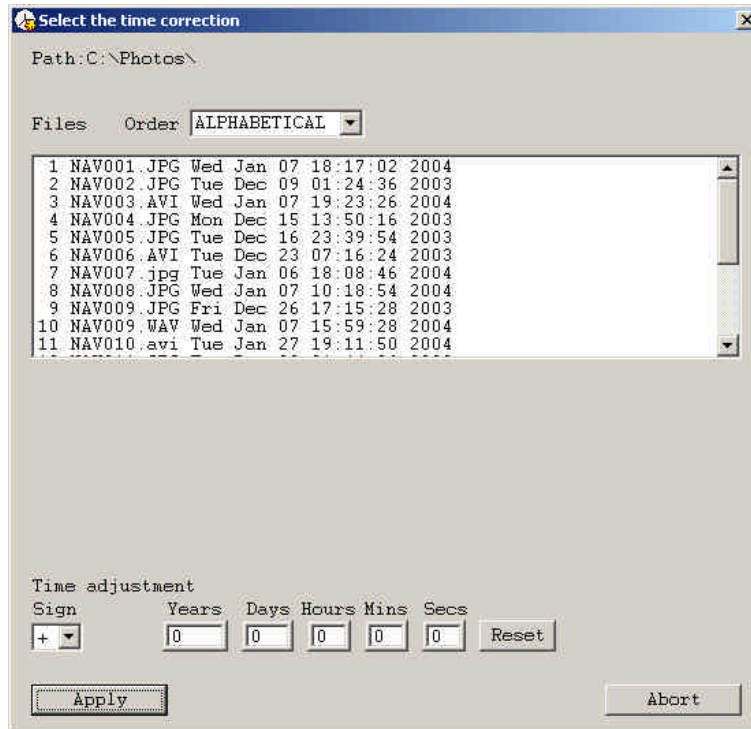 Select the time correction
Path:C:\Photos\
Files Order ALPHABETICAL
1 NAV001.JPG Wed Jan 07 18:17:02 2004
2 NAV002.JPG Tue Dec 09 01:24:36 2003
3 NAV003.AVI Wed Jan 07 19:23:26 2004
4 NAV004.JPG Mon Dec 15 13:50:16 2003
5 NAV005.JPG Tue Dec 16 23:39:54 2003
6 NAV006.AVI Tue Dec 23 07:16:24 2003
7 NAV007.jpg Tue Jan 06 18:08:46 2004
8 NAV008.JPG Wed Jan 07 10:18:54 2004
9 NAV009.JPG Fri Dec 26 17:15:28 2003
10 NAV009.WAV Wed Jan 07 15:59:28 2004
11 NAV010.avi Tue Jan 27 19:11:50 2004
Time adjustment
Sign Years Days Hours Mins Secs
+ 0 0 0 0 0 Reset
Apply Abort